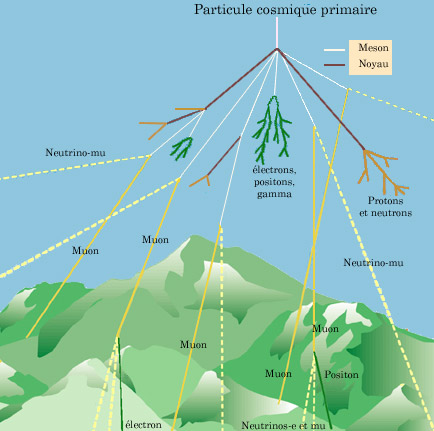 Particule cosmique primaire
Meson
Noyau
Neutrino-mu
électrons,
positons,
gamma
Protons
et neutrons
Muon
Muon
Neutrino-mu
Muon
Muon
Muon
Positon
électron
Neutrinos-e et mu